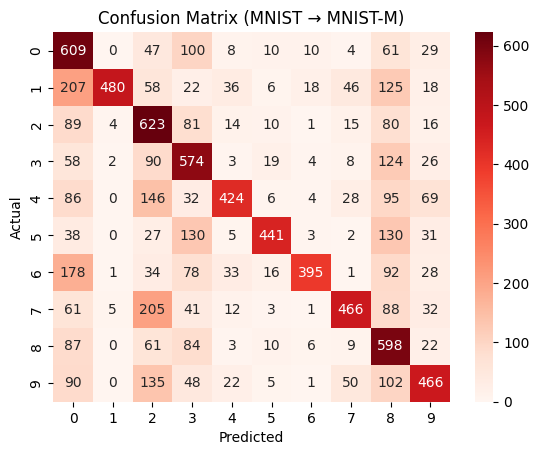 Confusion Matrix (MNIST → MNIST-M)
0 609 0 47 100 8 10 10 4 61 29
1 207 480 58 22 36 6 18 46 125 18
2 89 4 623 81 14 10 1 15 80 16
3 58 2 90 574 3 19 4 8 124 26
4 86 0 146 32 424 6 4 28 95 69
5 38 0 27 130 5 441 3 2 130 31
6 178 1 34 78 33 16 395 1 92 28
7 61 5 205 41 12 3 1 466 88 32
8 87 0 61 84 3 10 6 9 598 22
9 90 0 135 48 22 5 1 50 102 466
0 1 2 3 4 5 6 7 8 9
Predicted
Actual
600
500
400
300
200
100
0